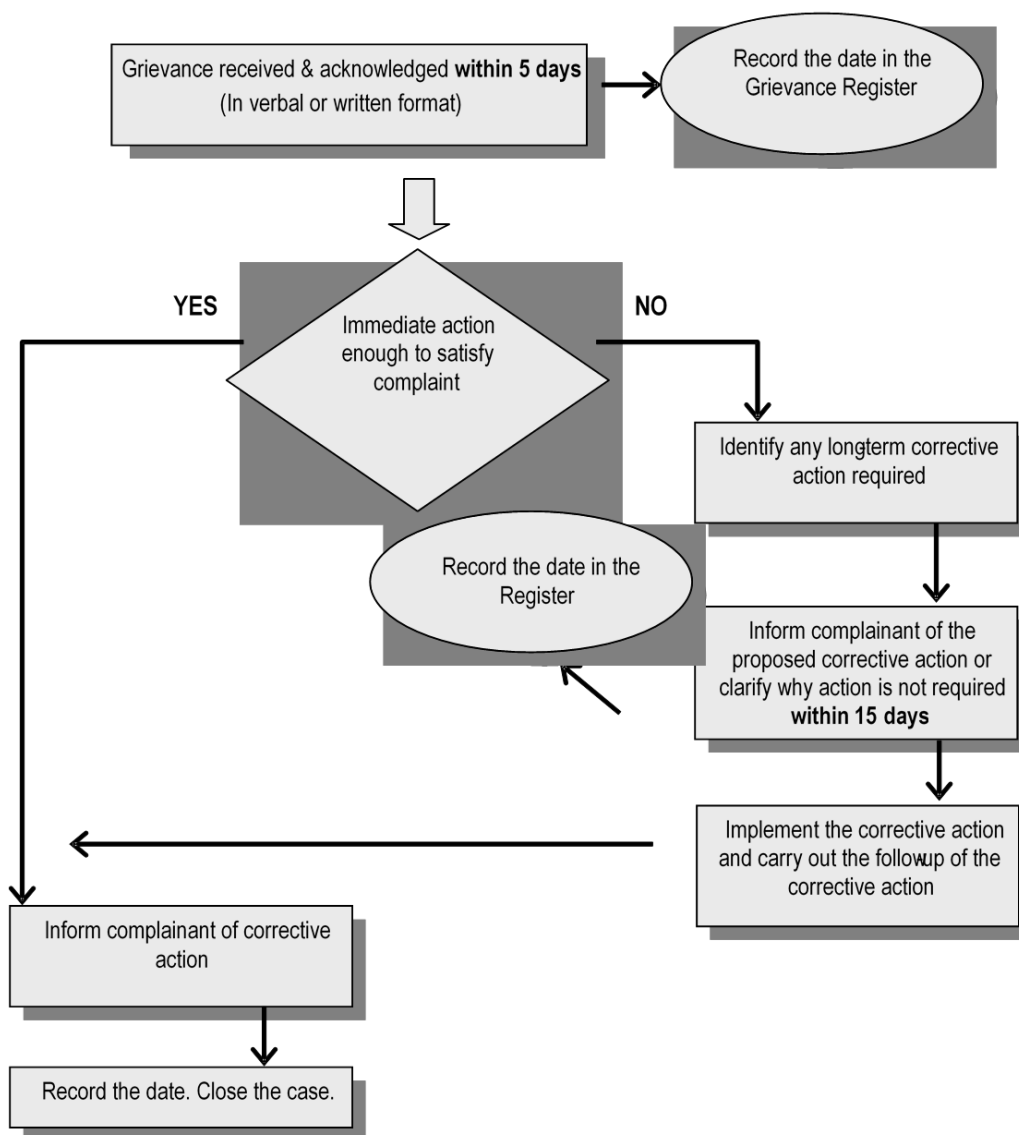 Grievance received & acknowledged within 5 days
(In verbal or written format)
Record the date in the
Grievance Register
YES
NO
Immediate action
enough to satisfy
complaint
Identify any long-term corrective
action required
Record the date in the
Register
Inform complainant of the
proposed corrective action or
clarify why action is not required
within 15 days
Implement the corrective action
and carry out the follow-up of the
corrective action
Inform complainant of corrective
action
Record the date. Close the case.